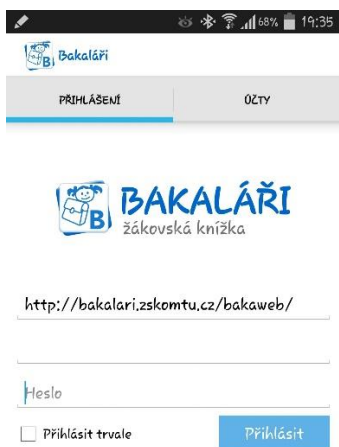 68% 19:35
B Bakaláři
PŘIHLÁŠENÍ ÚČTY
B BAKALÁŘI
žákovská knížka
http://bakalari.zskomtu.cz/bakaweb/
Heslo
Přihlásit trvale Přihlásit